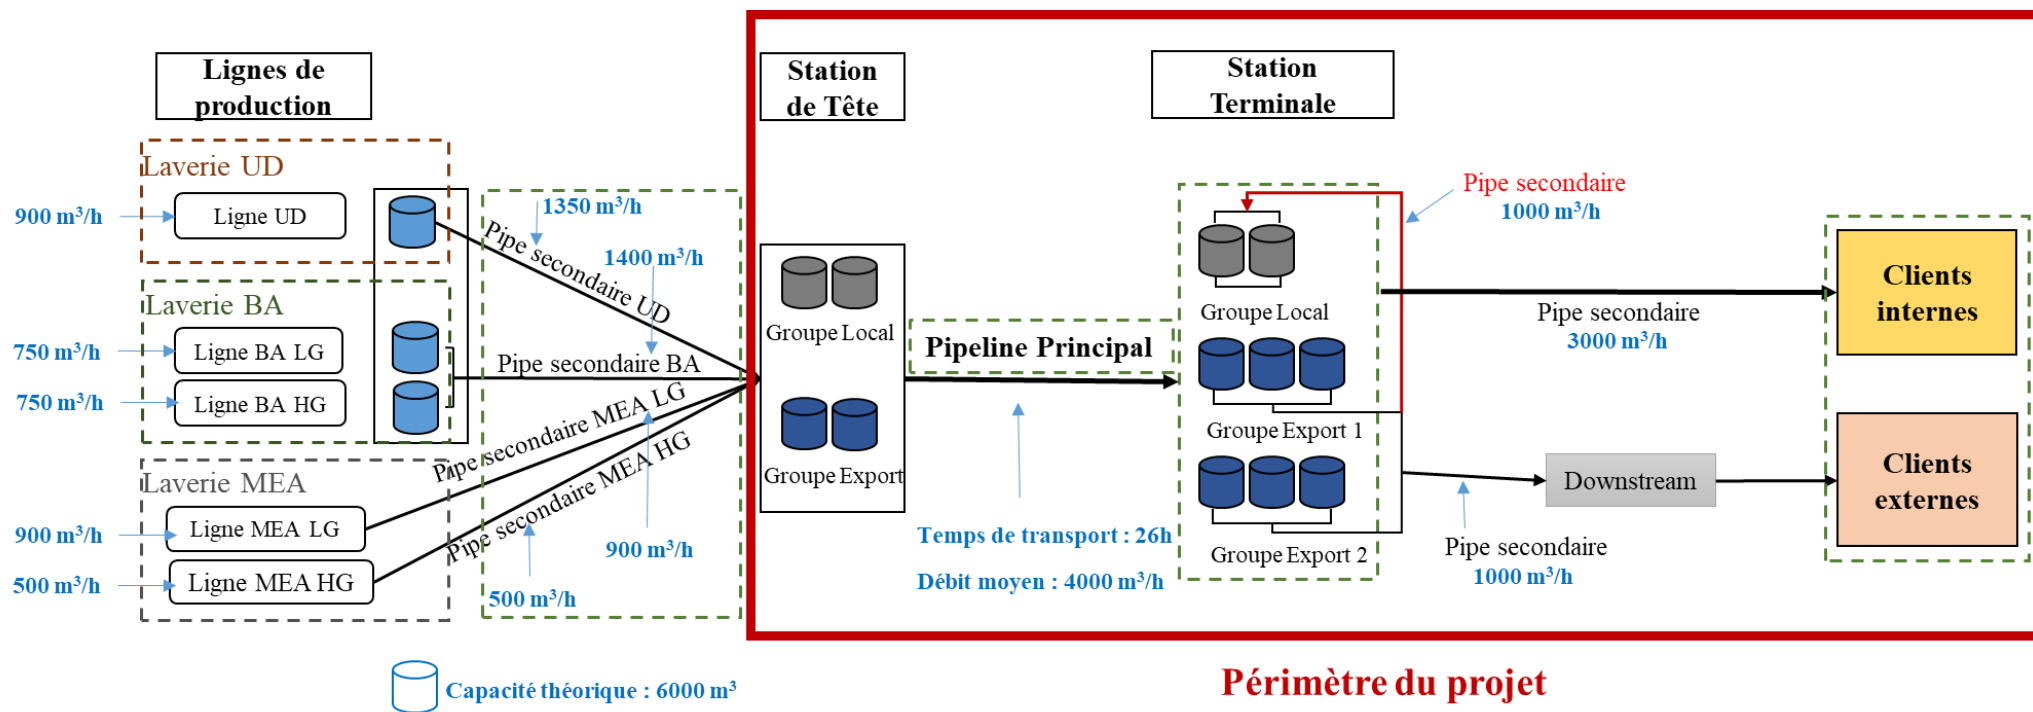 Lignes de
production
Station
de Tête
Station
Terminale
Laverie UD
900 m³/h
Ligne UD
Laverie BA
750 m³/h
Ligne BA LG
750 m³/h
Ligne BA HG
Laverie MEA
900 m³/h
Ligne MEA LG
500 m³/h
Ligne MEA HG
1350 m³/h
Pipe secondaire UD
1400 m³/h
Pipe secondaire BA
Pipe secondaire MEA LG
900 m³/h
Pipe secondaire MEA HG
500 m³/h
Groupe Local
Groupe Export
Pipeline Principal
Temps de transport : 26h
Débit moyen : 4000 m³/h
Groupe Local
Groupe Export 1
Groupe Export 2
Pipe secondaire
1000 m³/h
Pipe secondaire
3000 m³/h
Pipe secondaire
1000 m³/h
Downstream
Clients
internes
Clients
externes
Capacité théorique : 6000 m³
Périmètre du projet